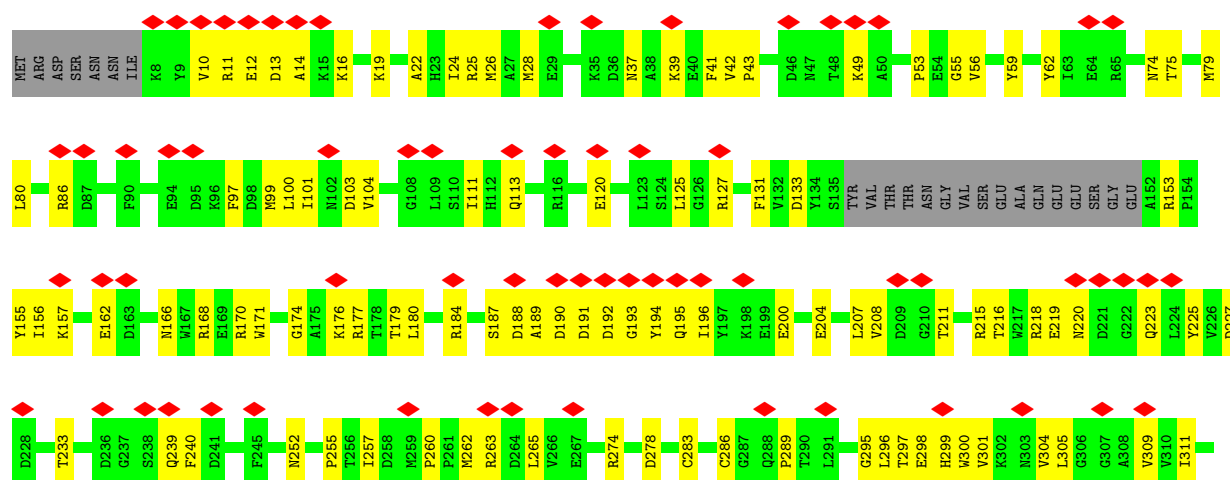 MET ARG ASP SER ASN ASN ILE K8 Y9 V10 R11 E12 D13 A14 K15 K16 K19 A22 H23 I24 R25 M26 A27 M28 E29 K35 D36 N37 A38 K39 E40 F41 V42 P43 D46 N47 T48 K49 A50 P53 E54 G55 V56 Y59 Y62 I63 E64 R65 N74 T75 M79
L80 R86 D87 F90 E94 D95 K96 F97 D98 M99 L100 I101 N102 D103 V104 G108 L109 S110 I111 H112 Q113 R116 E120 L123 S124 L125 G126 R127 F131 V132 D133 Y134 S135 TYR VAL THR THR ASN GLY VAL SER GLU ALA GLN GLU GLU SER GLY GLU A152 R153 P154
Y155 I156 K157 E162 D163 N166 W167 R168 E169 R170 W171 G174 A175 K176 R177 T178 T179 L180 R184 S187 D188 A189 D190 D191 D192 G193 Y194 Q195 I196 Y197 K198 E199 E200 E204 L207 V208 D209 G210 T211 R215 T216 W217 R218 E219 N220 D221 G222 Q223 L224 Y225 V226
D228 T233 D236 G237 S238 Q239 F240 D241 F245 N252 P255 T256 I257 D258 M259 P260 P261 M262 R263 D264 L265 V266 E267 R274 D278 C283 C286 G287 Q288 P289 T290 L291 G295 L296 T297 E298 H299 W300 V301 K302 N303 V304 L305 G306 G307 A308 V309 V310 I311